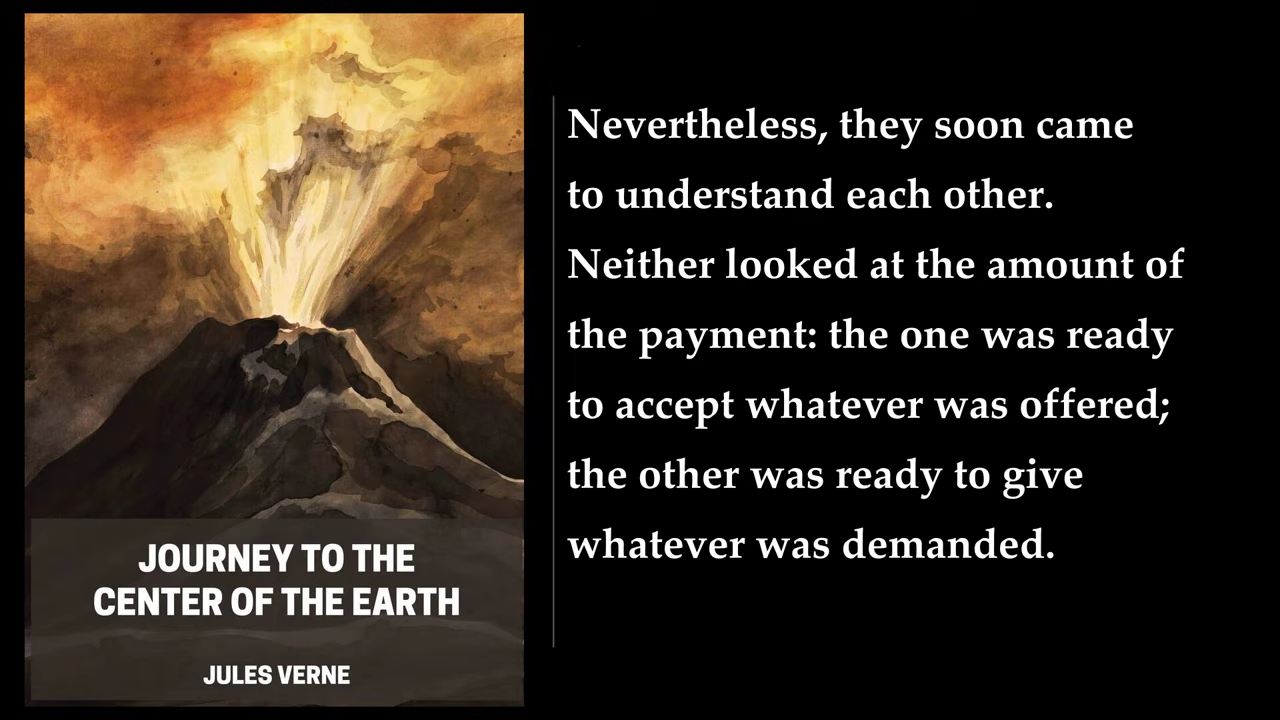 JOURNEY TO THE
CENTER OF THE EARTH
JULES VERNE
Nevertheless, they soon came
to understand each other.
Neither looked at the amount of
the payment: the one was ready
to accept whatever was offered;
the other was ready to give
whatever was demanded.